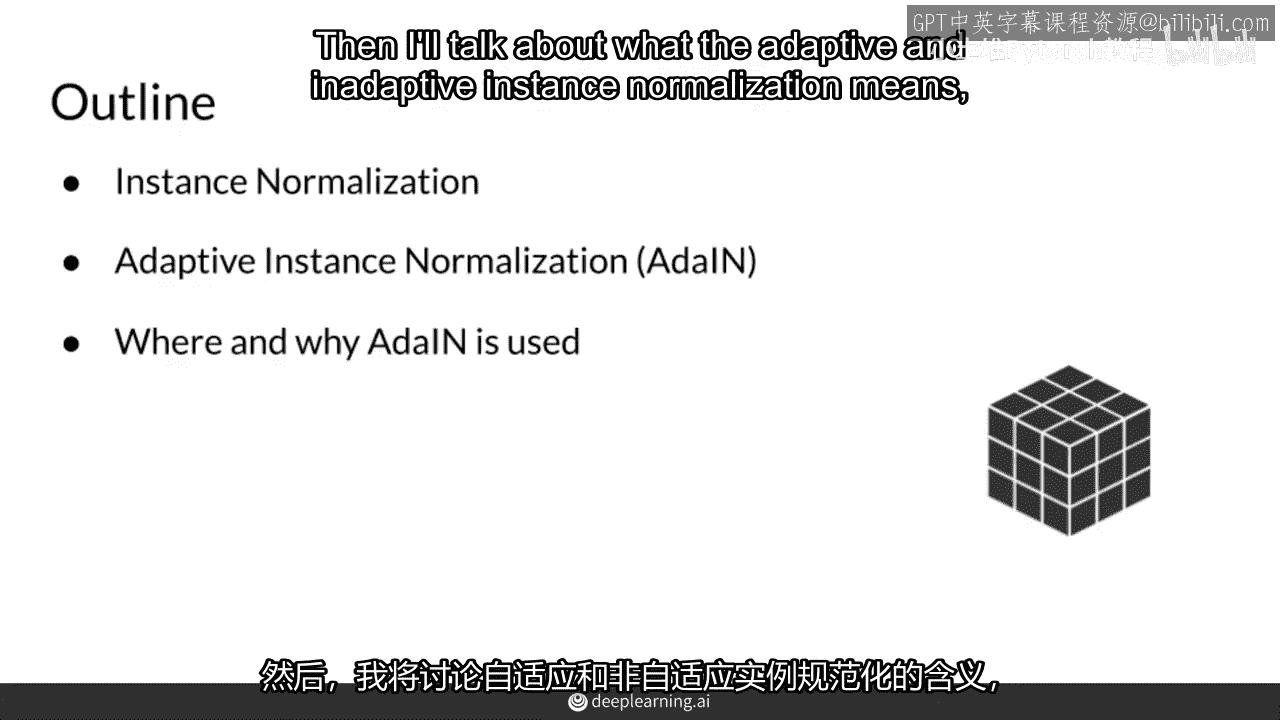 GPT中英字幕课程资源@bilibili.com
Then I'll talk about what the adaptive and
inadaptive instance normalization means,
Outline
● Instance Normalization
● Adaptive Instance Normalization (AdaIN)
● Where and why AdaIN is used
然后，我将讨论自适应和非自适应实例规范化的含义，
deeplearning.ai